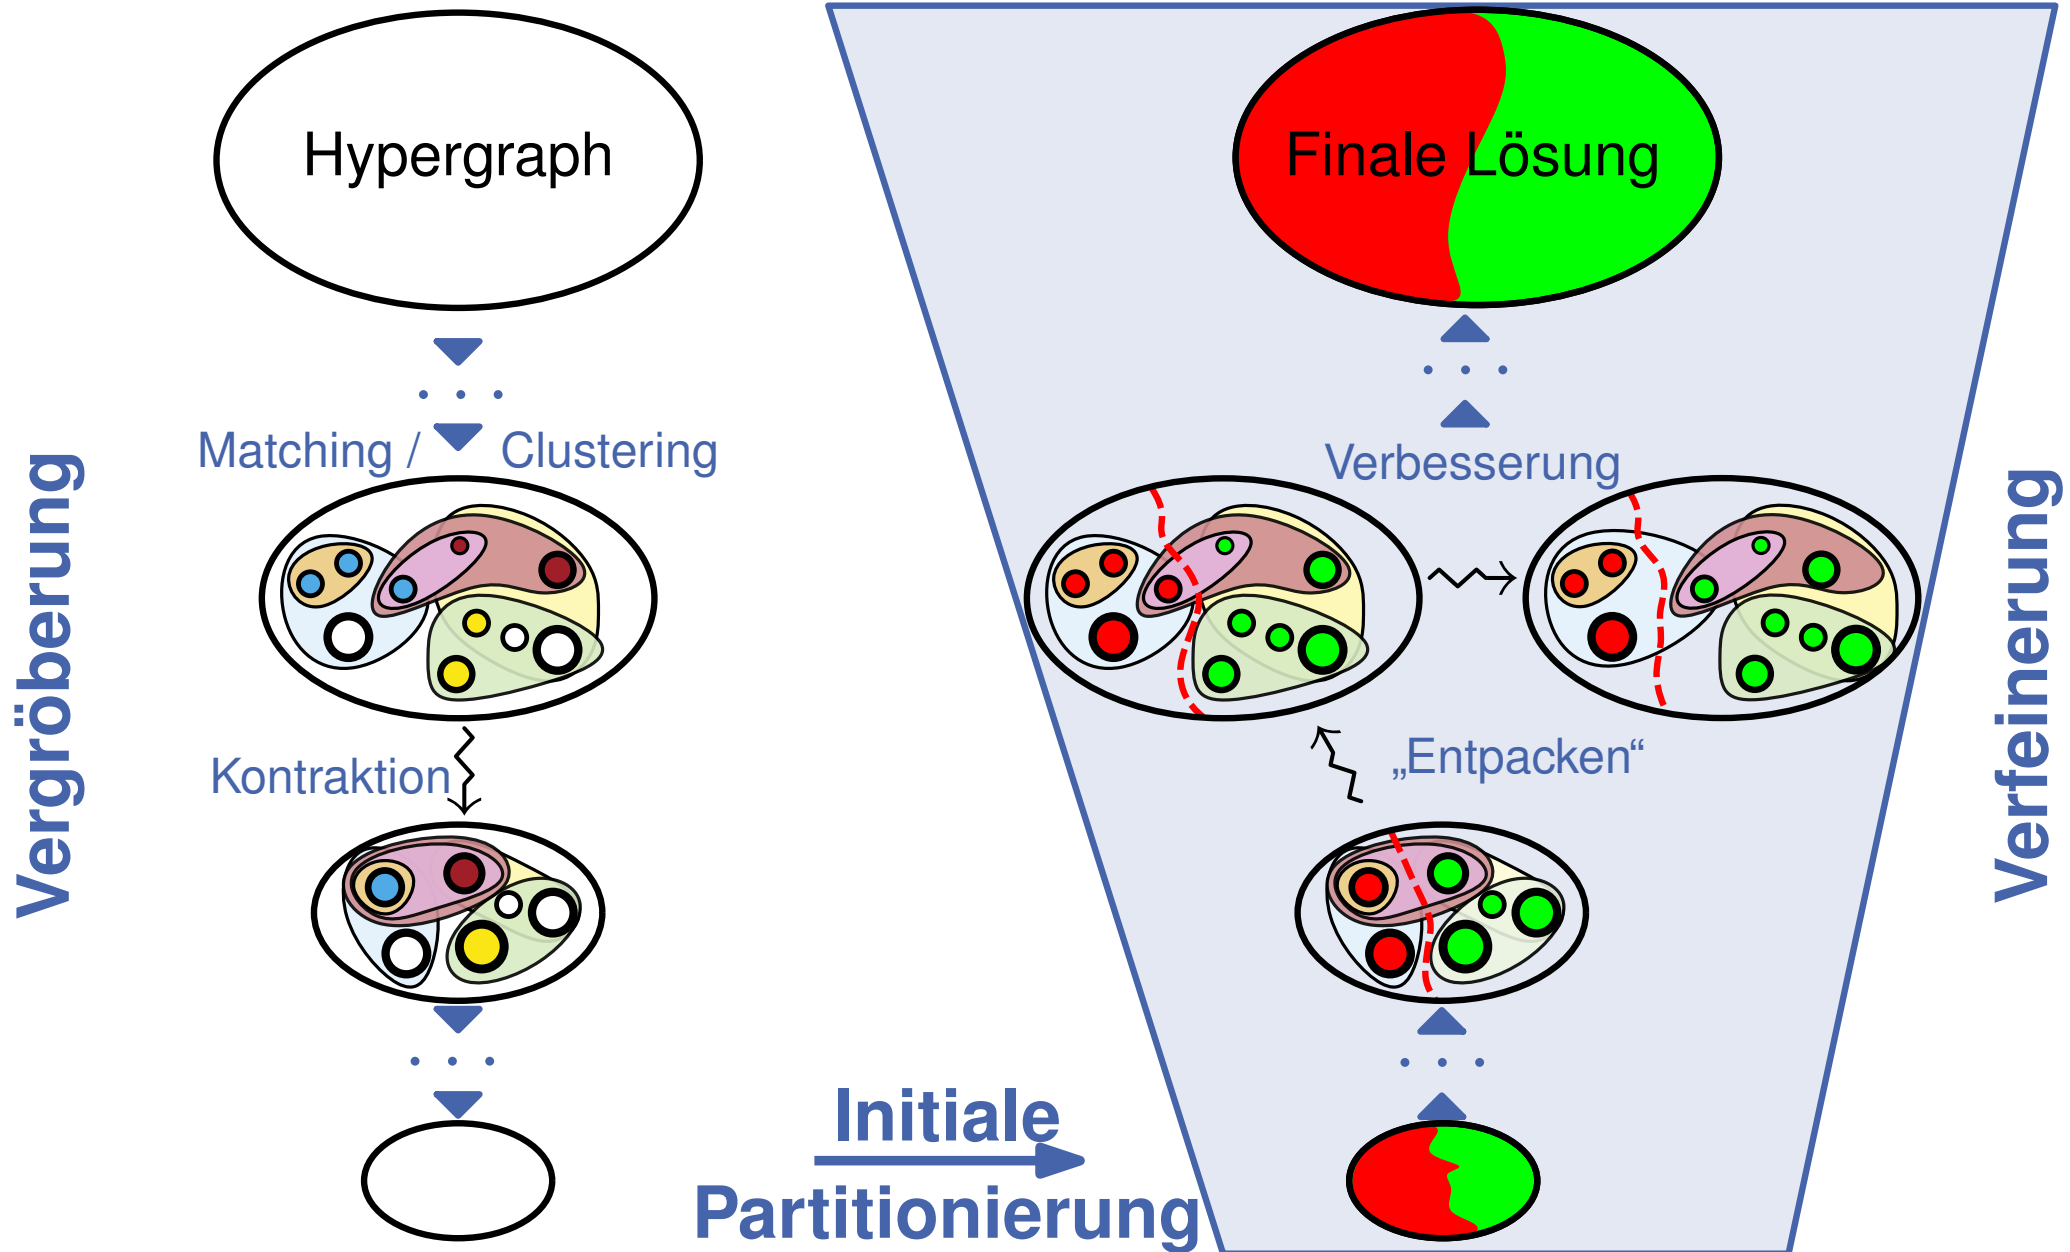 Hypergraph
Finale Lösung
Matching / Clustering
Verbesserung
Vergröberung
Verfeinerung
Kontraktion
„Entpacken“
Initiale
Partitionierung